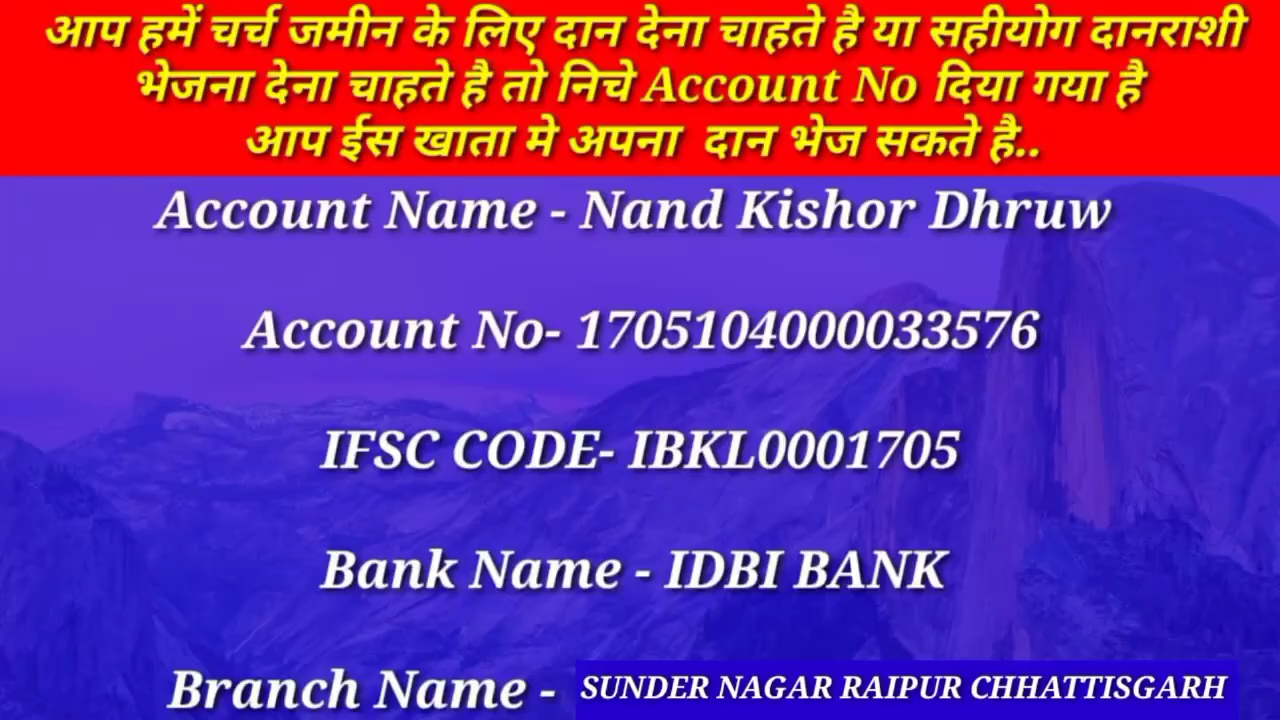 आप हमें चर्च जमीन के लिए दान देना चाहते है या सहीयोग दानराशी
भेजना देना चाहते है तो निचे Account No दिया गया है
आप ईस खाता मे अपना दान भेज सकते है..
Account Name - Nand Kishor Dhruw
Account No- 1705104000033576
IFSC CODE- IBKL0001705
Bank Name - IDBI BANK
Branch Name - SUNDER NAGAR RAIPUR CHHATTISGARH